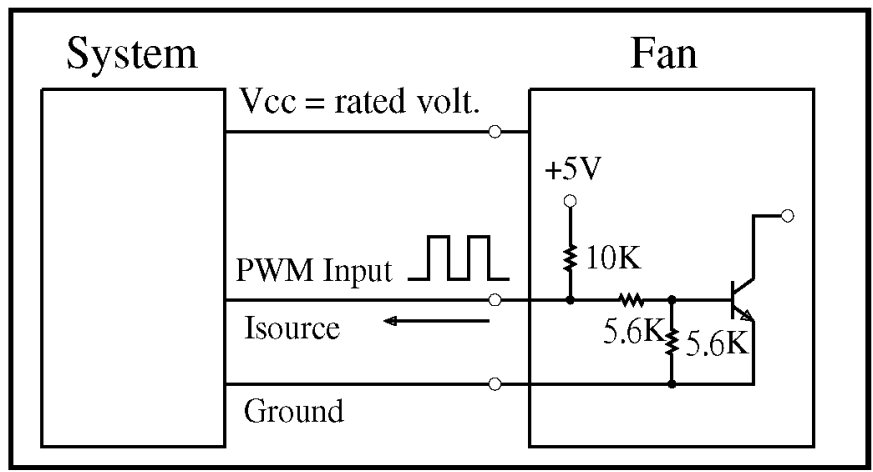 System
Fan
Vcc = rated volt.
+5V
10K
PWM Input
Isource
5.6K
5.6K
Ground